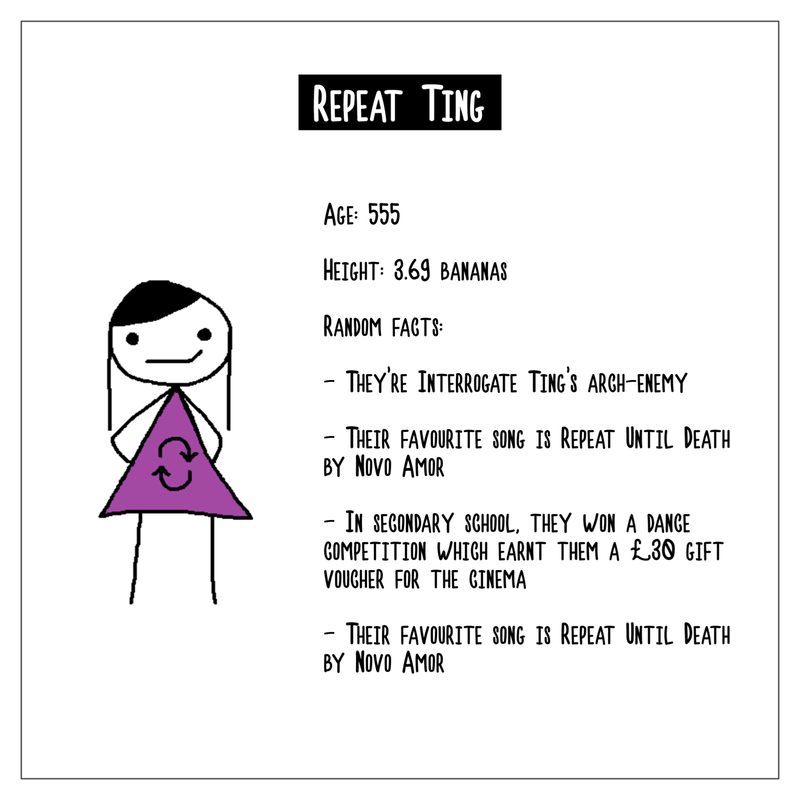 Repeat Ting
Age: 555
Height: 3.69 bananas
Random facts:
- They're Interrogate Ting's arch-enemy
- Their favourite song is Repeat Until Death
by Novo Amor
- In secondary school, they won a dance
competition which earnt them a £30 gift
voucher for the cinema
- Their favourite song is Repeat Until Death
by Novo Amor